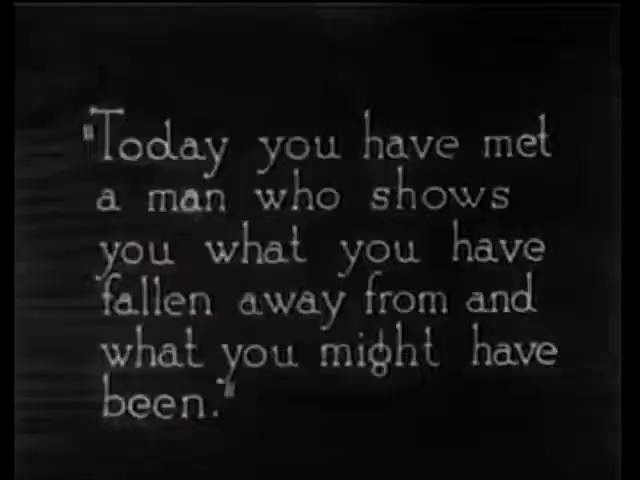 "Today you have met
a man who shows
you what you have
fallen away from and
what you might have
been."